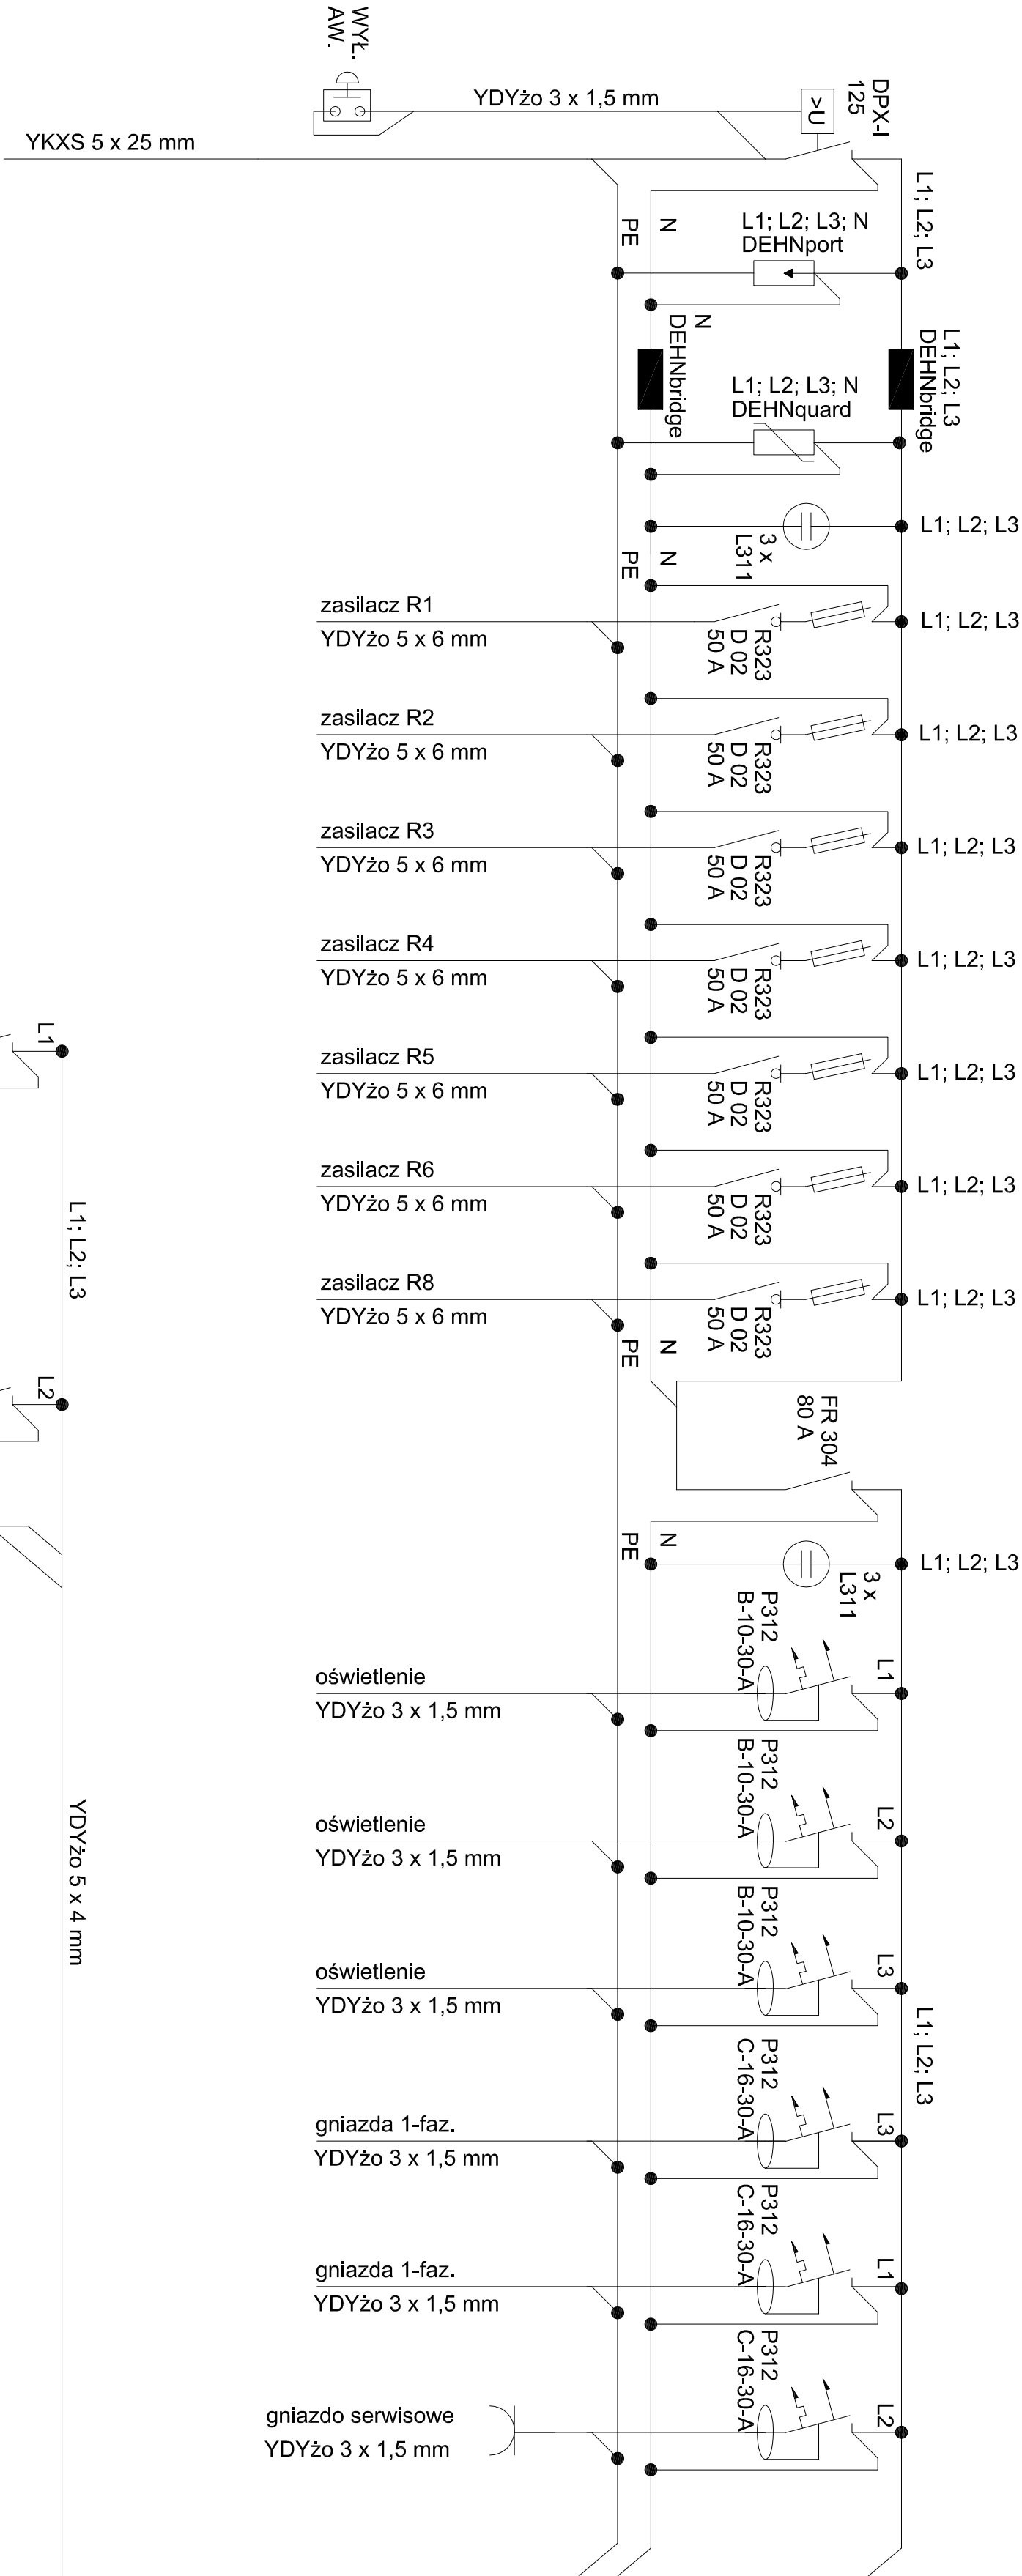 WYŁ.
AW.
YDYżo 3 x 1,5 mm
>U
DPX-I
125
YKXS 5 x 25 mm
L1; L2; L3
N
PE
L1; L2; L3; N
DEHNport
N
DEHNbridge
L1; L2; L3
DEHNbridge
L1; L2; L3; N
DEHNquard
L1; L2; L3
3 x
L311
N
PE
zasilacz R1
YDYżo 5 x 6 mm
R323
D 02
50 A
L1; L2; L3
zasilacz R2
YDYżo 5 x 6 mm
R323
D 02
50 A
L1; L2; L3
zasilacz R3
YDYżo 5 x 6 mm
R323
D 02
50 A
L1; L2; L3
zasilacz R4
YDYżo 5 x 6 mm
R323
D 02
50 A
L1; L2; L3
zasilacz R5
YDYżo 5 x 6 mm
R323
D 02
50 A
L1; L2; L3
zasilacz R6
YDYżo 5 x 6 mm
R323
D 02
50 A
L1; L2; L3
zasilacz R8
YDYżo 5 x 6 mm
R323
D 02
50 A
L1; L2; L3
N
PE
FR 304
80 A
N
PE
3 x
L311
L1; L2; L3
oświetlenie
YDYżo 3 x 1,5 mm
P312
B-10-30-A
L1
oświetlenie
YDYżo 3 x 1,5 mm
P312
B-10-30-A
L2
oświetlenie
YDYżo 3 x 1,5 mm
P312
B-10-30-A
L3
L1; L2; L3
gniazda 1-faz.
YDYżo 3 x 1,5 mm
P312
C-16-30-A
L3
gniazda 1-faz.
YDYżo 3 x 1,5 mm
P312
C-16-30-A
L1
gniazdo serwisowe
YDYżo 3 x 1,5 mm
P312
C-16-30-A
L2
L1
L1; L2; L3
L2
YDYżo 5 x 4 mm